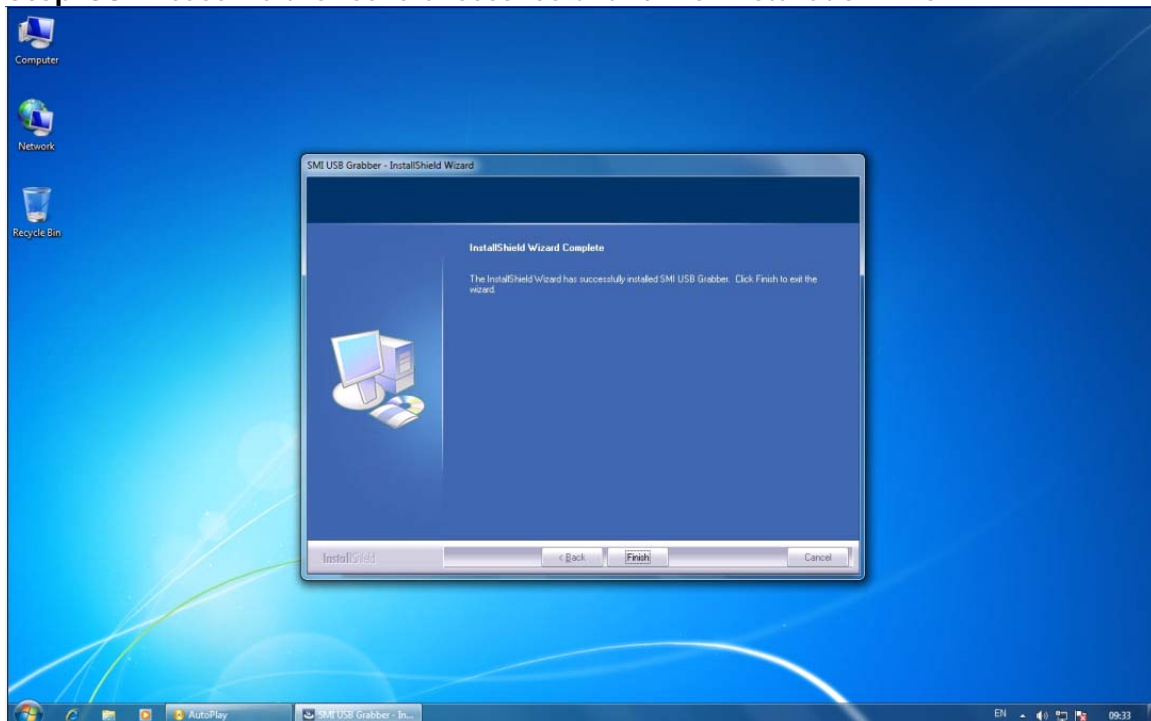 Computer
Network
Recycle Bin
SMI USB Grabber - InstallShield Wizard
InstallShield Wizard Complete
The InstallShield Wizard has successfully installed SMI USB Grabber. Click Finish to exit the
wizard.
InstallShield
< Back
Finish
Cancel
AutoPlay
SMI USB Grabber - In...
EN
09:33